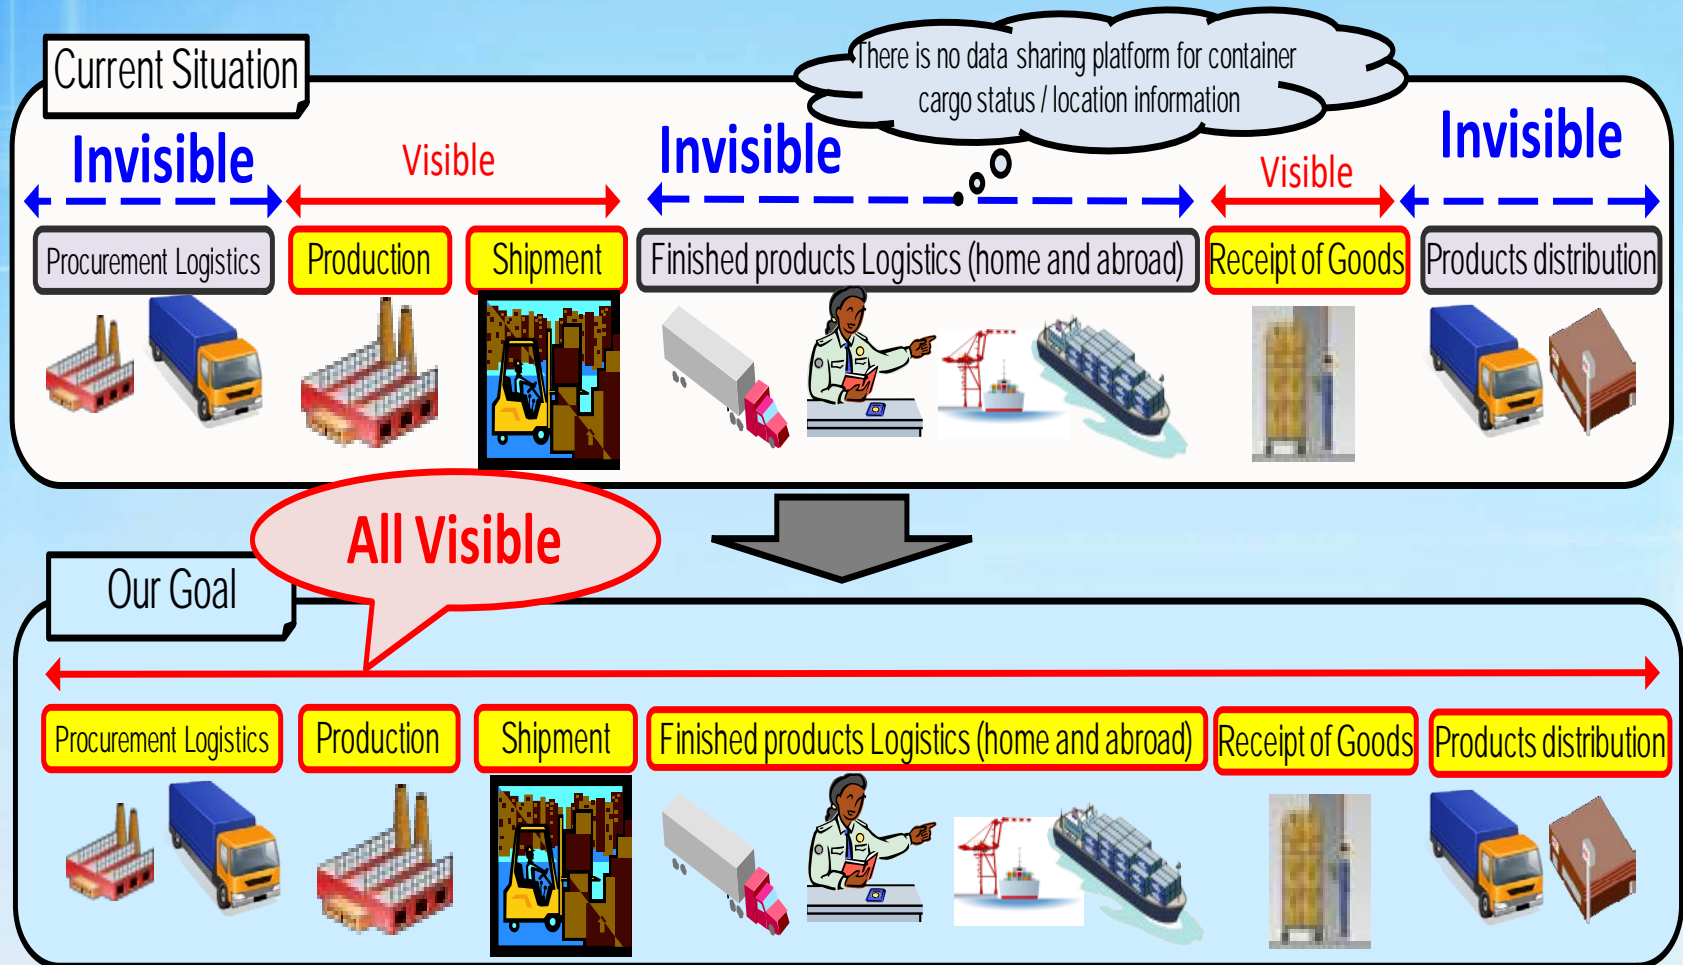 Current Situation
There is no data sharing platform for container
cargo status / location information
Invisible
Visible
Invisible
Visible
Invisible
Procurement Logistics
Production
Shipment
Finished products Logistics (home and abroad)
Receipt of Goods
Products distribution
All Visible
Our Goal
Procurement Logistics
Production
Shipment
Finished products Logistics (home and abroad)
Receipt of Goods
Products distribution